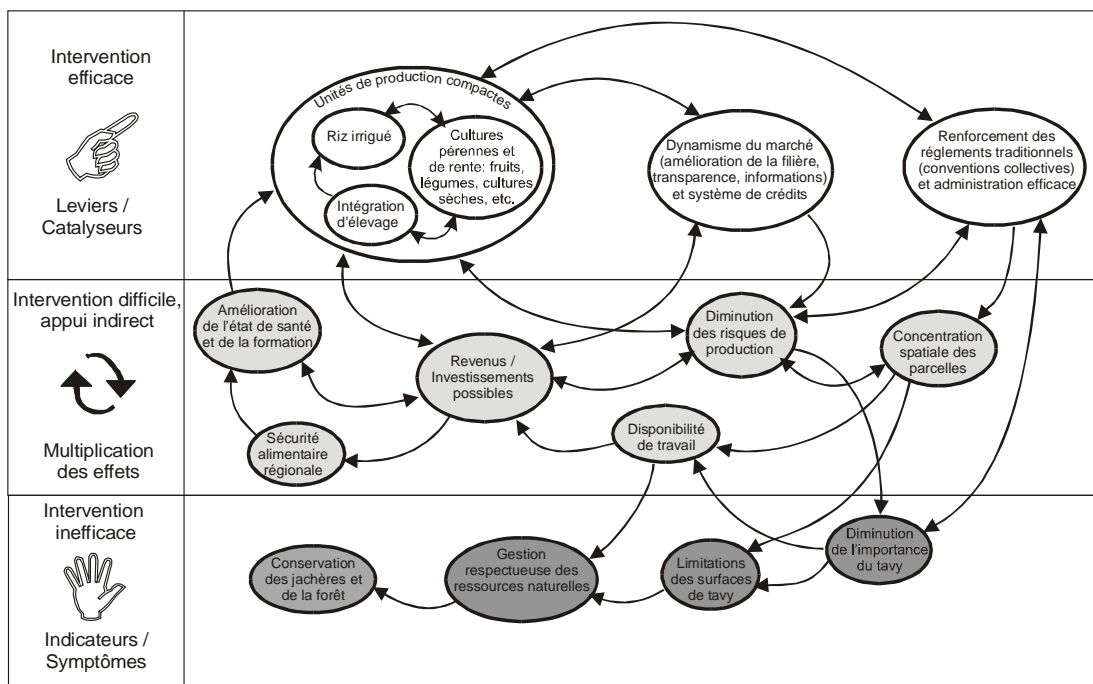 Intervention
efficace
Leviers /
Catalyseurs
Unités de production compactes
Riz irrigué
Cultures
pérennes et
de rente: fruits,
légumes, cultures
sèches, etc.
Intégration
d'élevage
Dynamisme du marché
(amélioration de la filière,
transparence, informations)
et système de crédits
Renforcement des
réglements traditionnels
(conventions collectives)
et administration efficace
Intervention difficile,
appui indirect
Multiplication
des effets
Amélioration
de l'état de santé
et de la formation
Revenus /
Investissements
possibles
Diminution
des risques de
production
Concentration
spatiale des
parcelles
Sécurité
alimentaire
régionale
Disponibilité
de travail
Intervention
inefficace
Indicateurs /
Symptômes
Conservation
des jachères et
de la forêt
Gestion
respectueuse des
ressources naturelles
Limitations
des surfaces
de tavy
Diminution
de l'importance
du tavy